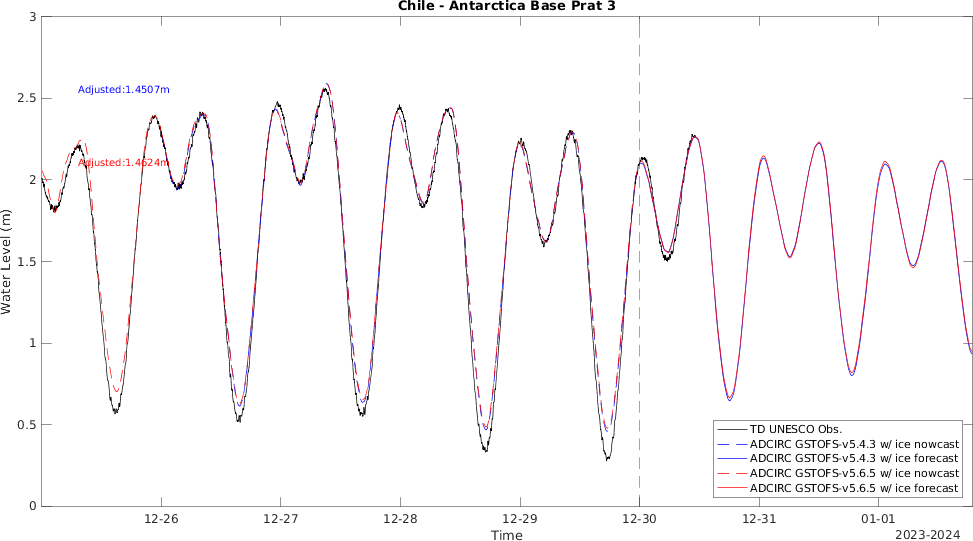 Chile - Antarctica Base Prat 3
3
2.5
2
1.5
1
0.5
0
Water Level (m)
Adjusted:1.4507m
Adjusted:1.4624m
TD UNESCO Obs.
ADCIRC GSTOFS-v5.4.3 w/ ice nowcast
ADCIRC GSTOFS-v5.4.3 w/ ice forecast
ADCIRC GSTOFS-v5.6.5 w/ ice nowcast
ADCIRC GSTOFS-v5.6.5 w/ ice forecast
12-26 12-27 12-28 12-29 12-30 12-31 01-01
Time
2023-2024